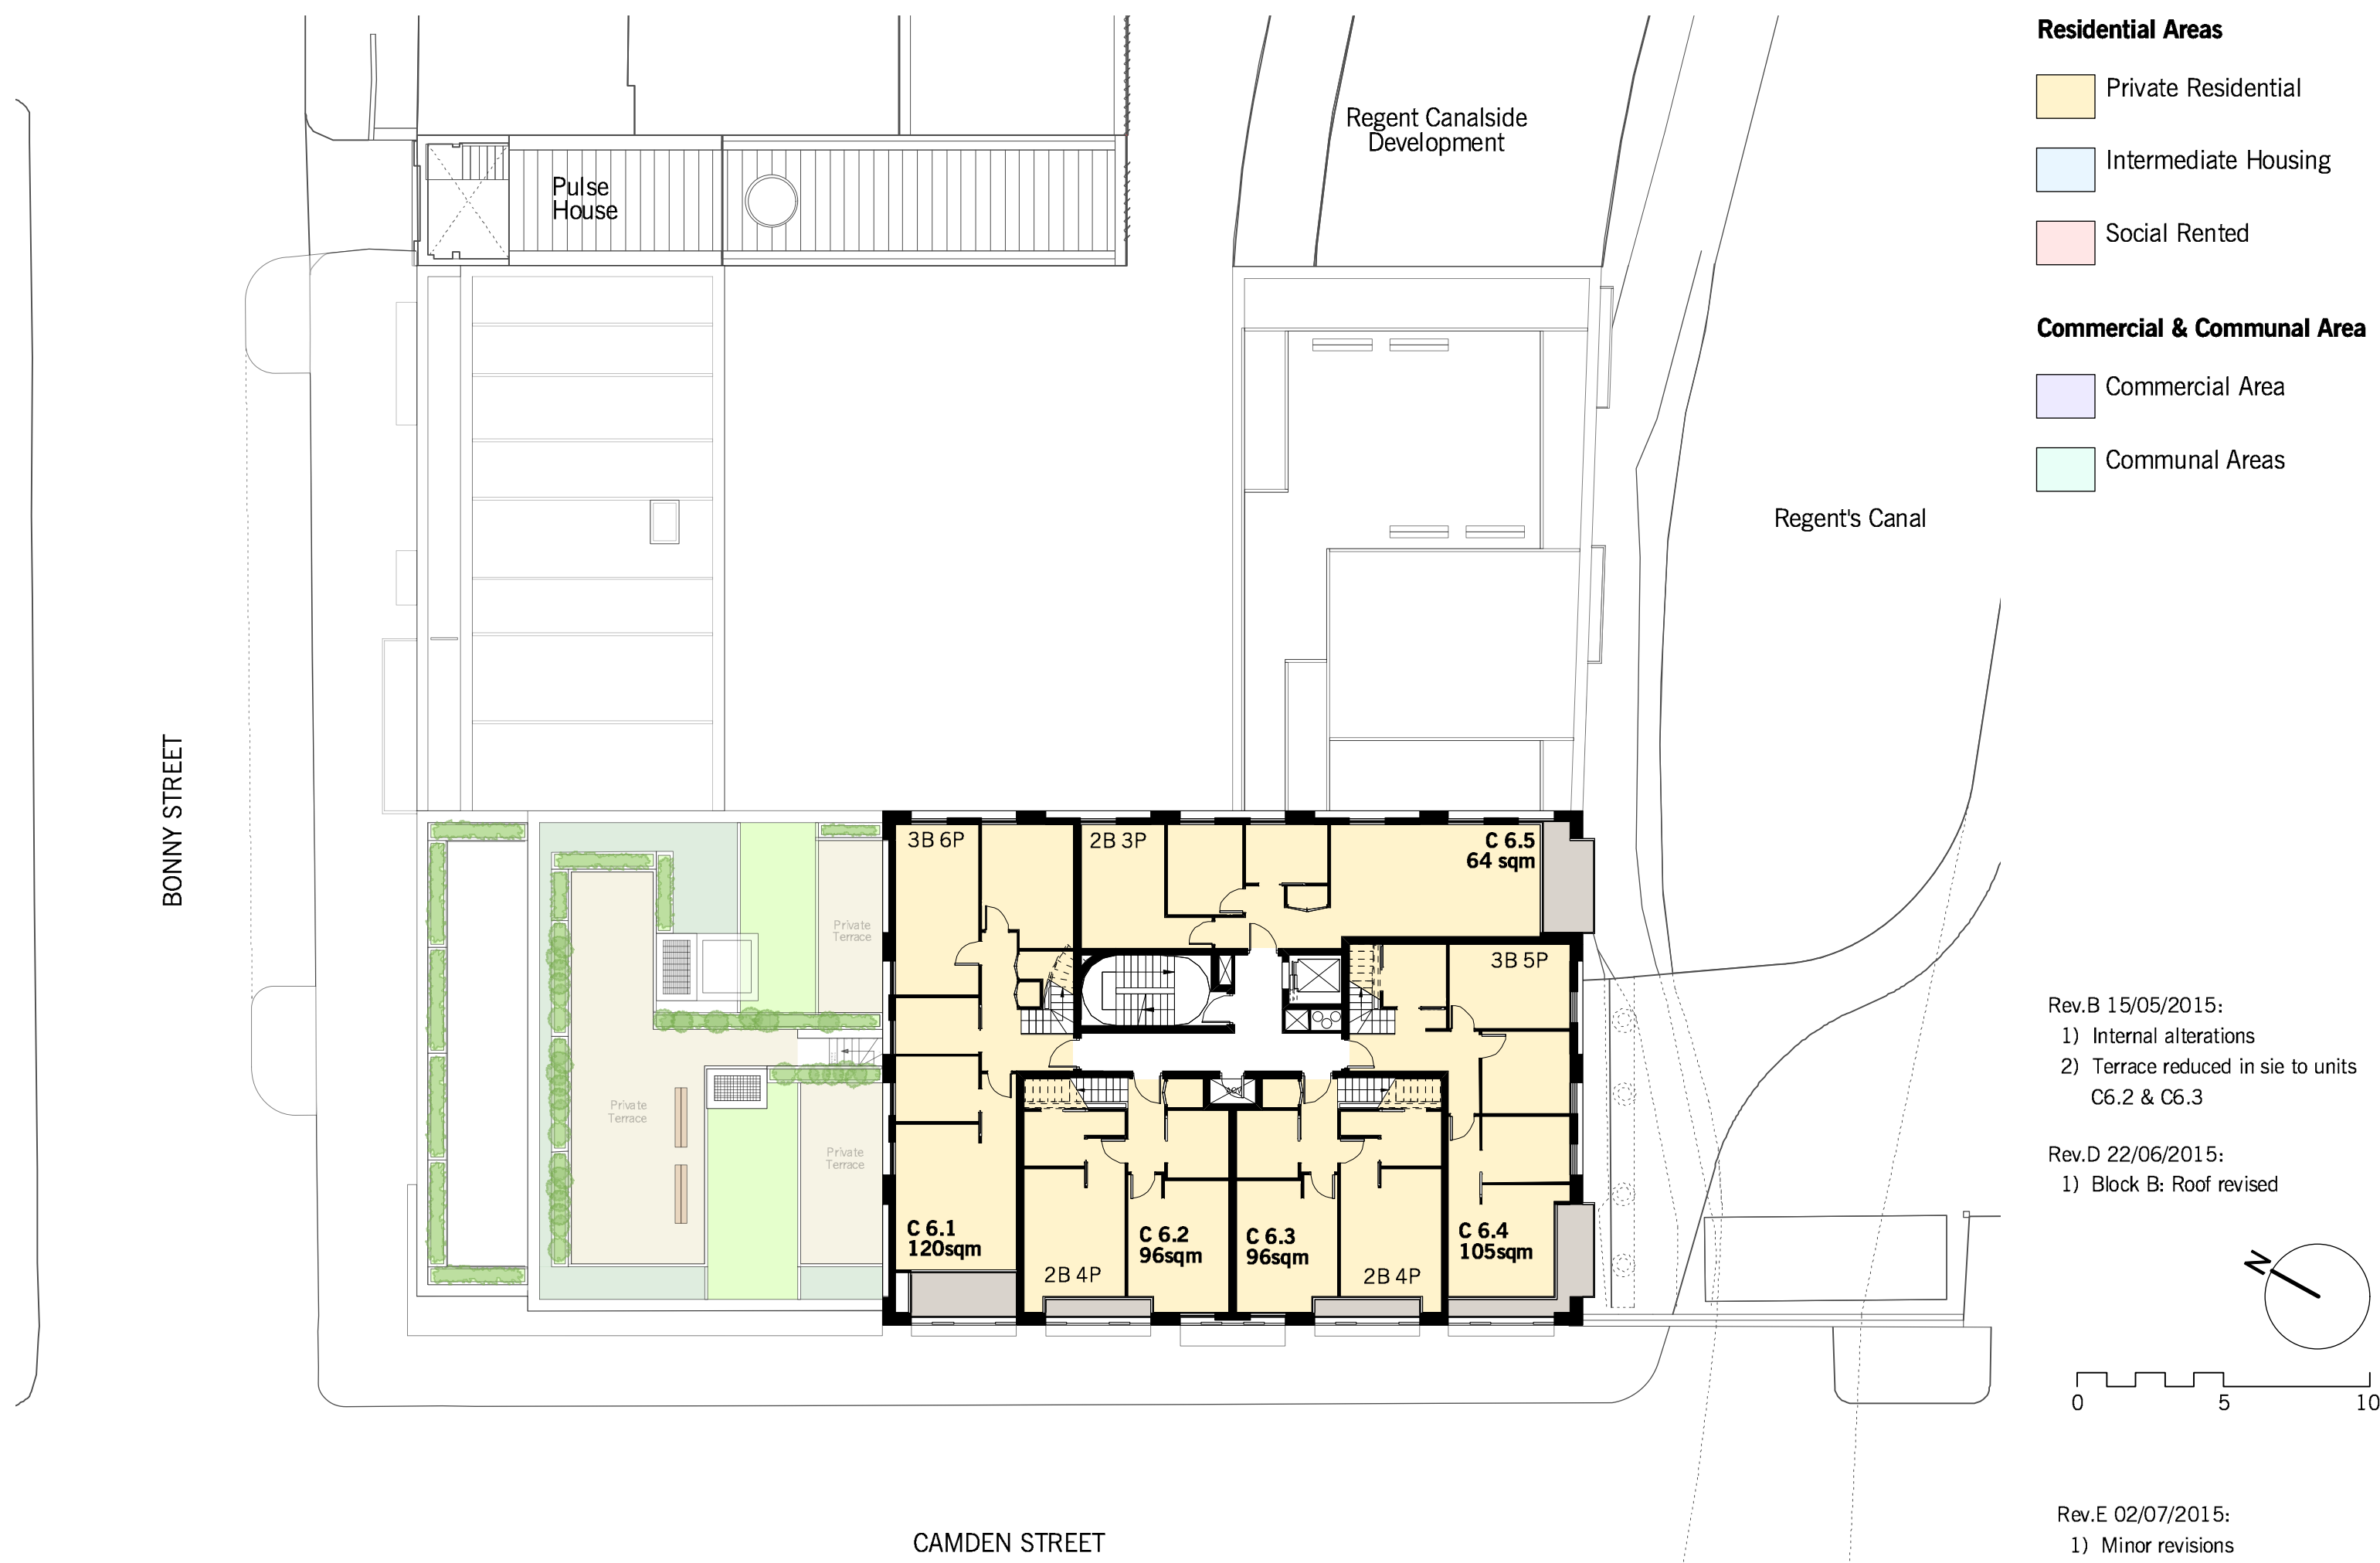 Residential Areas
Private Residential
Intermediate Housing
Social Rented
Commercial & Communal Area
Commercial Area
Communal Areas
Regent Canalside
Development
Pulse
House
Regent's Canal
BONNY STREET
3B 6P
2B 3P
C 6.5
64 sqm
3B 5P
Private
Terrace
Private
Terrace
Private
Terrace
C 6.1
120sqm
C 6.2
96sqm
2B 4P
C 6.3
96sqm
2B 4P
C 6.4
105sqm
Rev.B 15/05/2015:
1) Internal alterations
2) Terrace reduced in sie to units
C6.2 & C6.3
Rev.D 22/06/2015:
1) Block B: Roof revised
N
0 5 10
Rev.E 02/07/2015:
1) Minor revisions
CAMDEN STREET